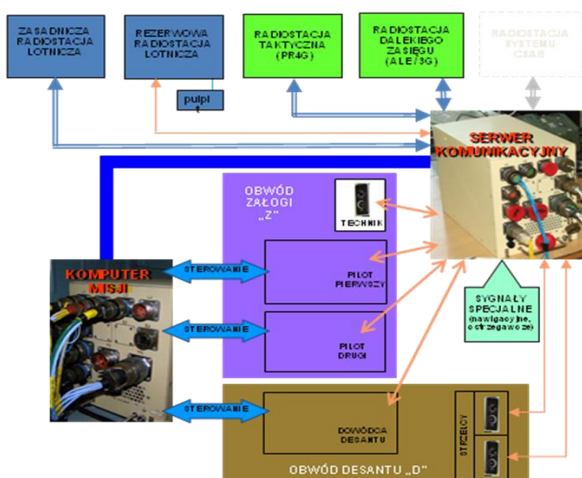 ZASADNICZA
RADIOSTACJA
LOTNICZA
REZERWOWA
RADIOSTACJA
LOTNICZA
pulpi
t
RADIOSTACJA
TAKTYCZNA
(PR4G)
RADIOSTACJA
DALEKIEGO
ZASIĘGU
(ALE/3G)
RADIOSTACJA
SYSTEMU
CSAR
SERWER
KOMUNIKACYJNY
OBWÓD
ZAŁOGI
„Z”
TECHNIK
KOMPUTER
MISJI
STEROWANIE
PILOT
PIERWSZY
STEROWANIE
PILOT
DRUGI
SYGNAŁY
SPECJALNE
(nawigacyjne,
ostrzegawcze)
STEROWANIE
DOWÓDCA
DESANTU
STRZELCY
OBWÓD DESANTU „D”